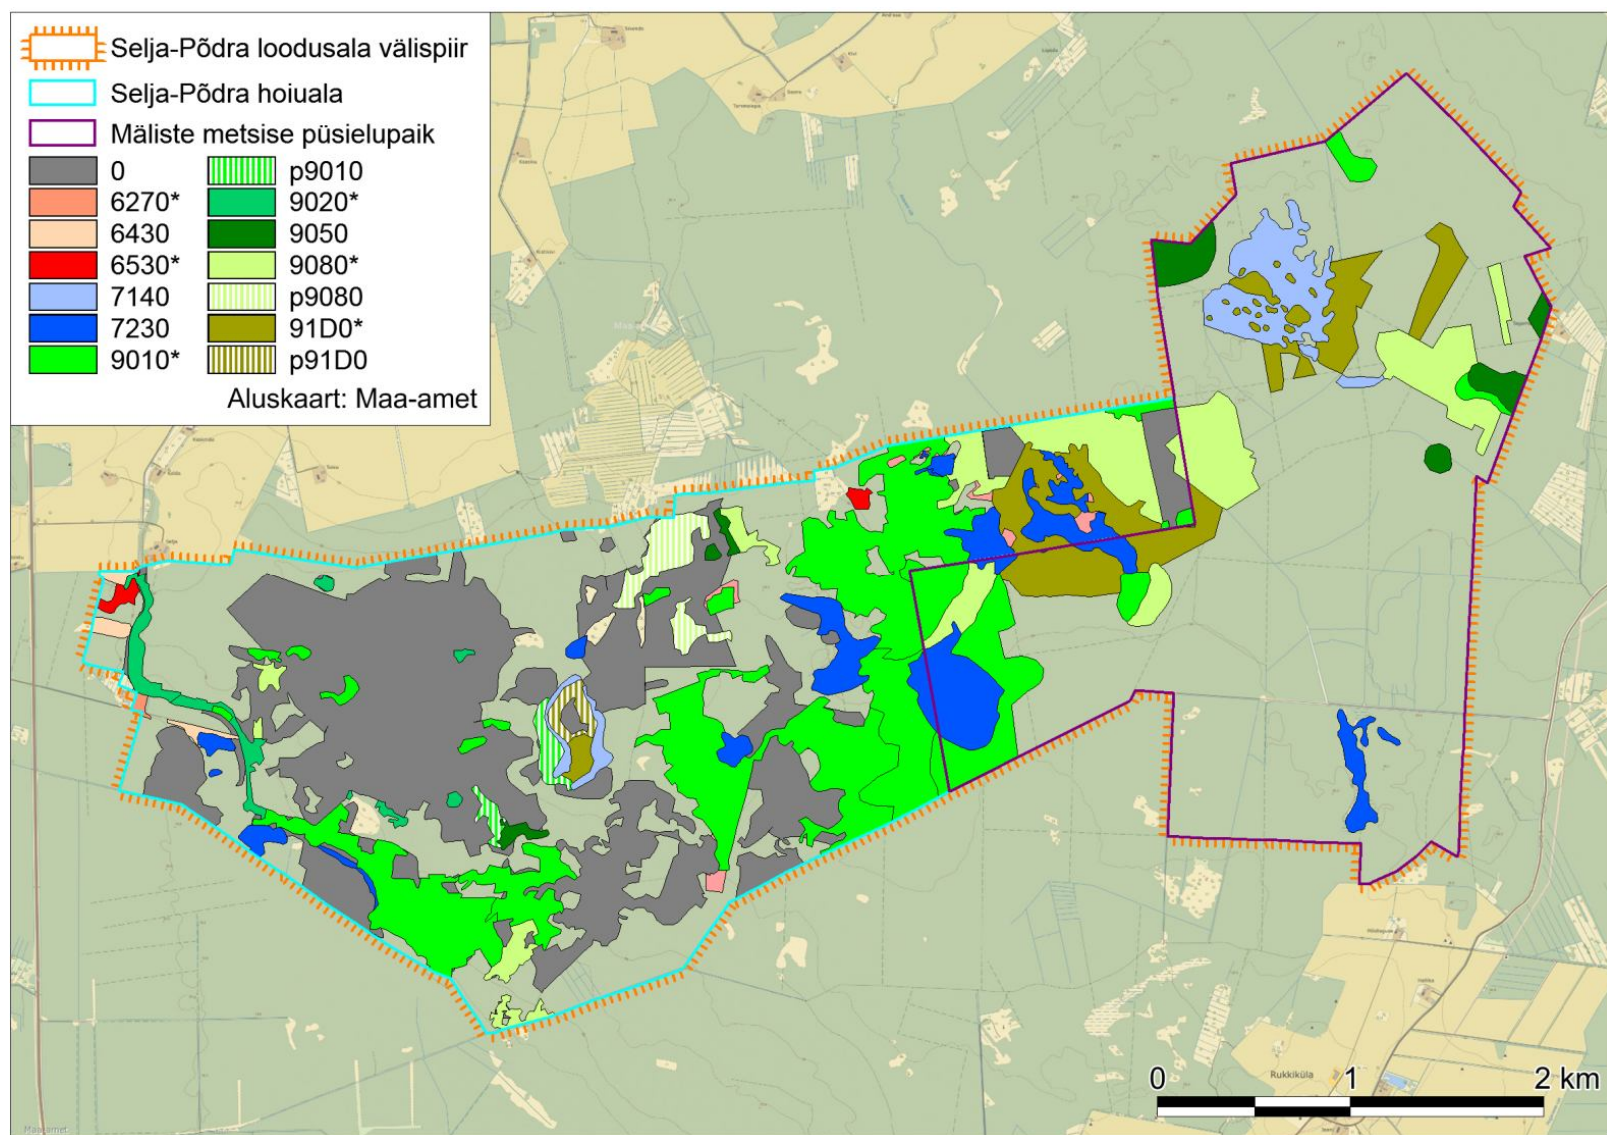 Selja-Põdra loodusala välispiir
Selja-Põdra hoiuala
Mäliste metsise püsielupaik
0
6270*
6430
6530*
7140
7230
9010*
p9010
9020*
9050
9080*
p9080
91D0*
p91D0
Aluskaart: Maa-amet
Selja
Rukkiküla
0 1 2 km
Maa-amet